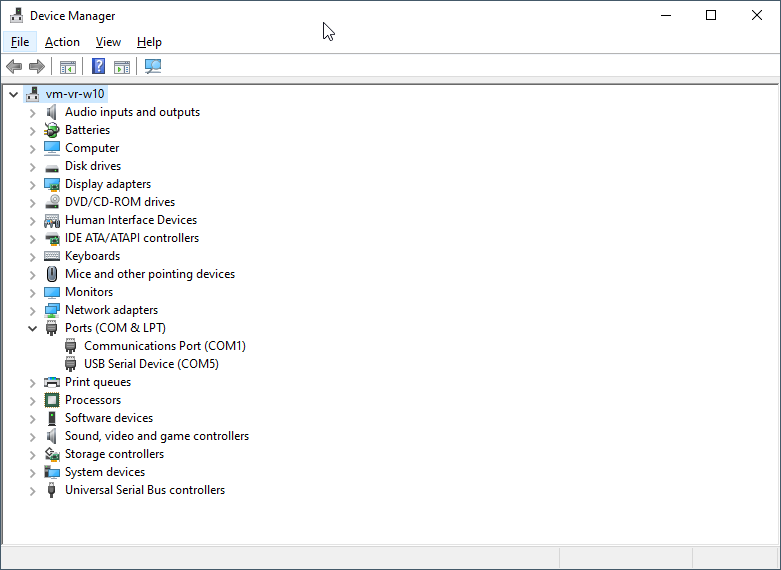 Device Manager
File Action View Help
vm-vr-w10
Audio inputs and outputs
Batteries
Computer
Disk drives
Display adapters
DVD/CD-ROM drives
Human Interface Devices
IDE ATA/ATAPI controllers
Keyboards
Mice and other pointing devices
Monitors
Network adapters
Ports (COM & LPT)
Communications Port (COM1)
USB Serial Device (COM5)
Print queues
Processors
Software devices
Sound, video and game controllers
Storage controllers
System devices
Universal Serial Bus controllers